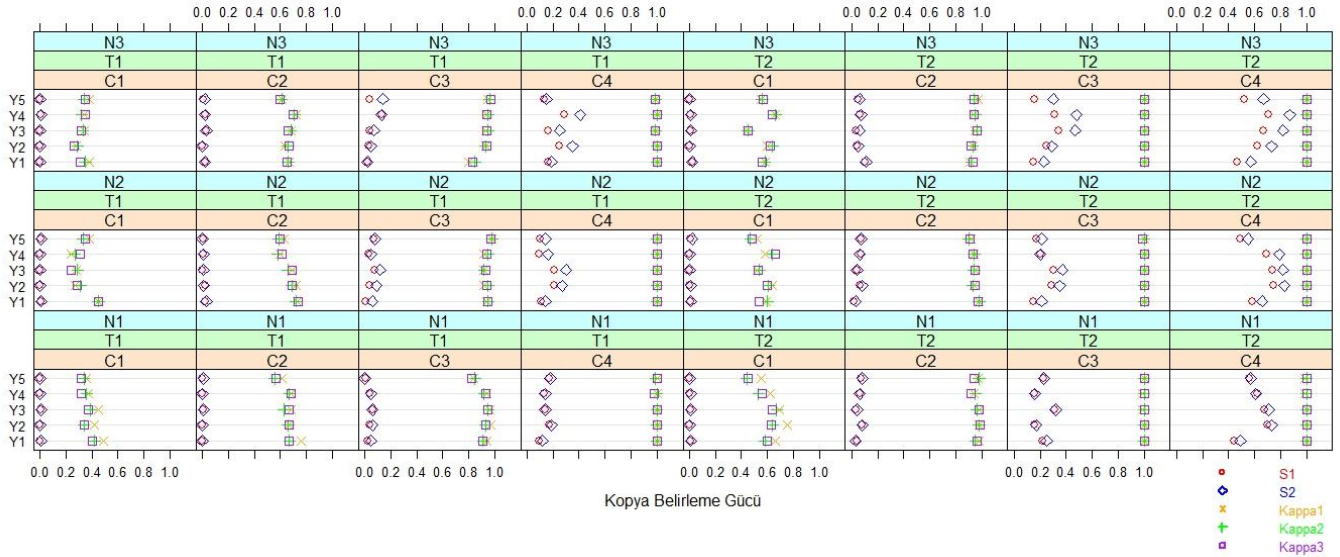 0.0 0.2 0.4 0.6 0.8 1.0 0.0 0.2 0.4 0.6 0.8 1.0 0.0 0.2 0.4 0.6 0.8 1.0 0.0 0.2 0.4 0.6 0.8 1.0
N3 N3 N3 N3 N3 N3 N3 N3
T1 T1 T1 T1 T2 T2 T2 T2
C1 C2 C3 C4 C1 C2 C3 C4
Y5
Y4
Y3
Y2
Y1
N2 N2 N2 N2 N2 N2 N2 N2
T1 T1 T1 T1 T2 T2 T2 T2
C1 C2 C3 C4 C1 C2 C3 C4
Y5
Y4
Y3
Y2
Y1
N1 N1 N1 N1 N1 N1 N1 N1
T1 T1 T1 T1 T2 T2 T2 T2
C1 C2 C3 C4 C1 C2 C3 C4
Y5
Y4
Y3
Y2
Y1
0.0 0.2 0.4 0.6 0.8 1.0 0.0 0.2 0.4 0.6 0.8 1.0 0.0 0.2 0.4 0.6 0.8 1.0 0.0 0.2 0.4 0.6 0.8 1.0
Kopya Belirleme Gücü
S1
S2
Kappa1
Kappa2
Kappa3